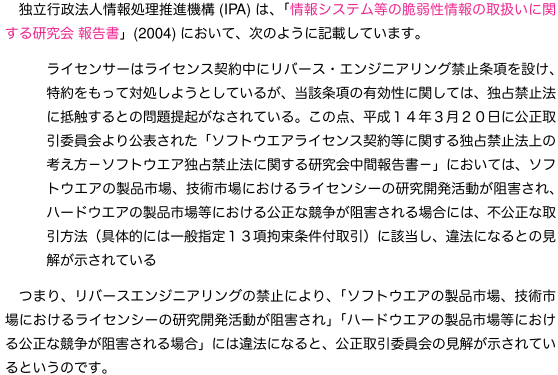 独立行政法人情報処理推進機構 (IPA) は、「情報システム等の脆弱性情報の取扱いに関
する研究会 報告書」(2004) において、次のように記載しています。
ライセンサーはライセンス契約中にリバース・エンジニアリング禁止条項を設け、
特約をもって対処しようとしているが、当該条項の有効性に関しては、独占禁止法
に抵触するとの問題提起がなされている。この点、平成１４年３月２０日に公正取
引委員会より公表された「ソフトウエアライセンス契約等に関する独占禁止法上の
考え方－ソフトウエア独占禁止法に関する研究会中間報告書－」においては、ソフ
トウエアの製品市場、技術市場におけるライセンシーの研究開発活動が阻害され、
ハードウエアの製品市場等における公正な競争が阻害される場合には、不公正な取
引方法（具体的には一般指定１３項拘束条件付取引）に該当し、違法になるとの見
解が示されている
つまり、リバースエンジニアリングの禁止により、「ソフトウエアの製品市場、技術市
場におけるライセンシーの研究開発活動が阻害され」「ハードウエアの製品市場等におけ
る公正な競争が阻害される場合」には違法になると、公正取引委員会の見解が示されてい
るというのです。